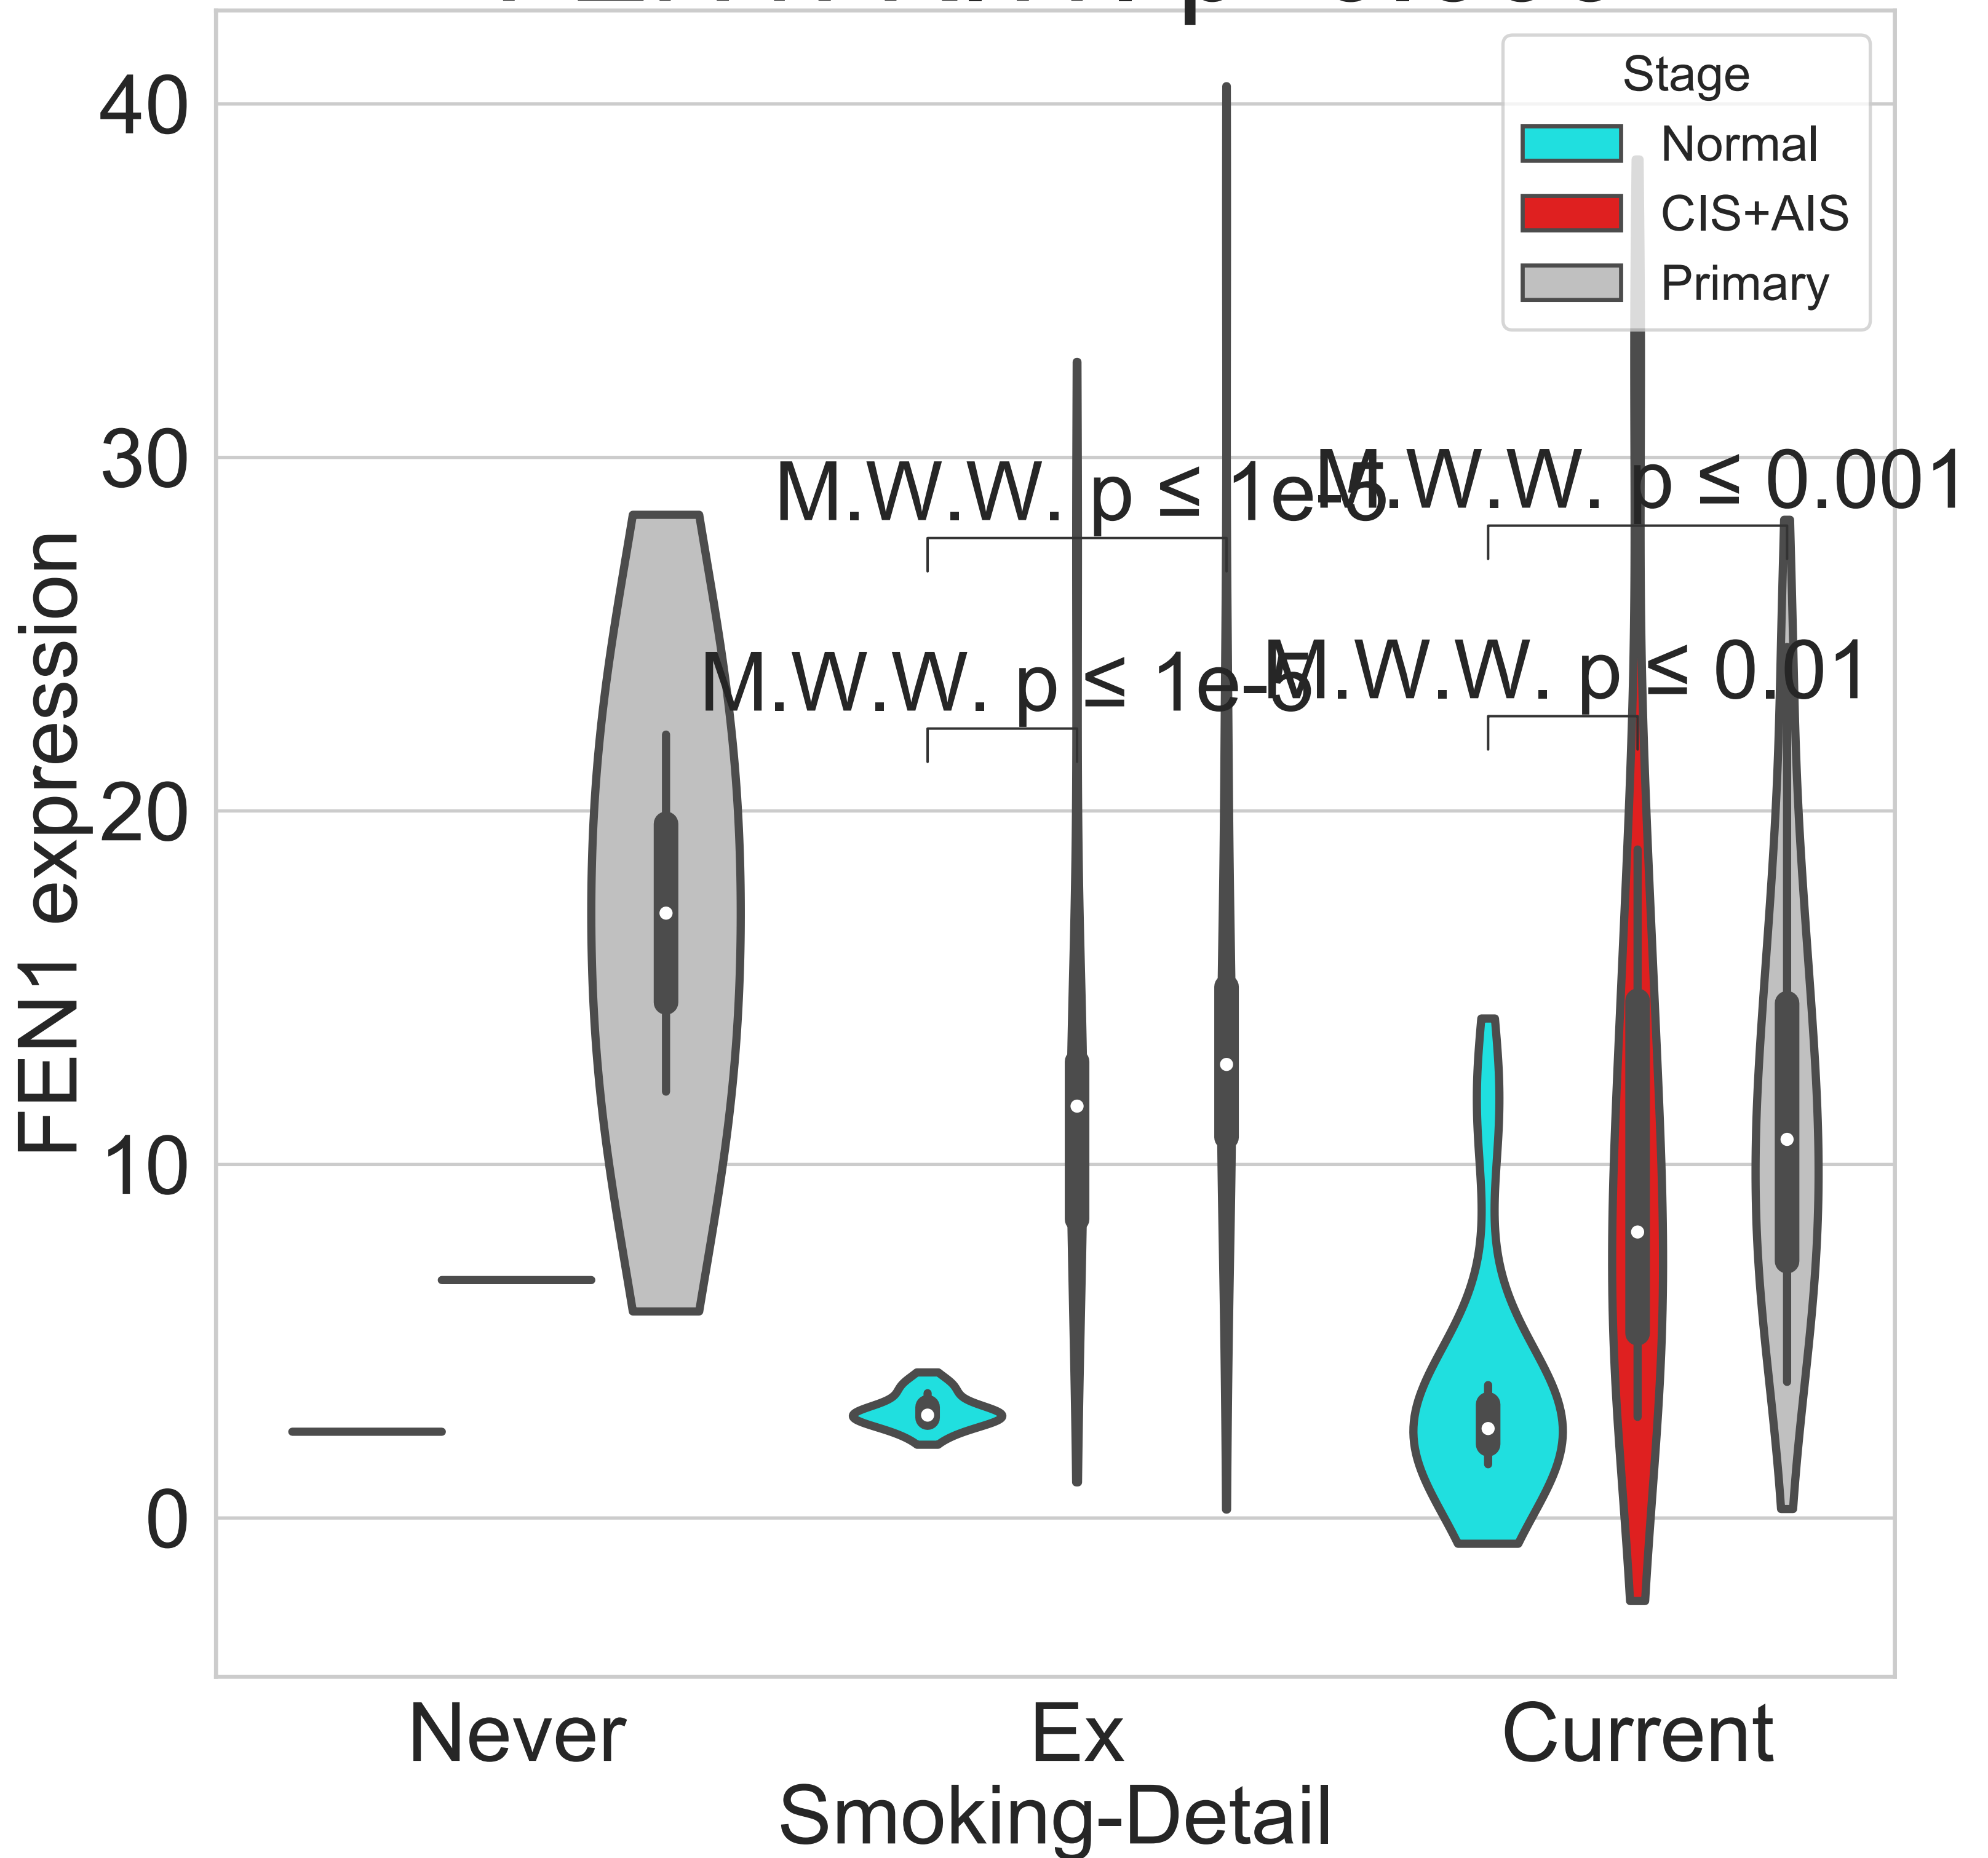 Stage
Normal
CIS+AIS
Primary
40
30
20
10
0
FEN1 expression
M.W.W. p ≤ 1e-5
M.W.W. p ≤ 0.001
M.W.W. p ≤ 1e-5
M.W.W. p ≤ 0.01
Never
Ex
Current
Smoking-Detail